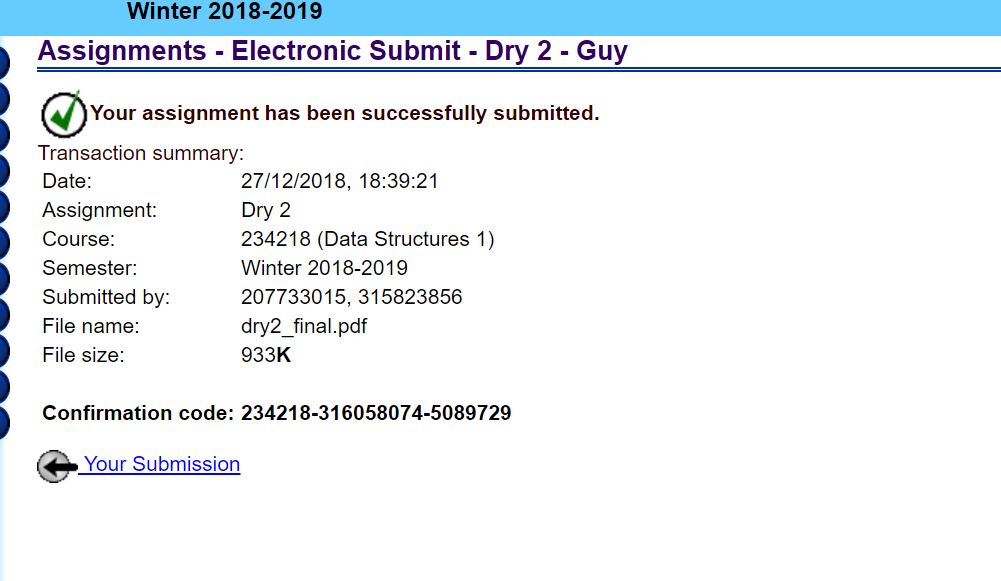 Winter 2018-2019
Assignments - Electronic Submit - Dry 2 - Guy
Your assignment has been successfully submitted.
Transaction summary:
Date: 27/12/2018, 18:39:21
Assignment: Dry 2
Course: 234218 (Data Structures 1)
Semester: Winter 2018-2019
Submitted by: 207733015, 315823856
File name: dry2_final.pdf
File size: 933K
Confirmation code: 234218-316058074-5089729
Your Submission